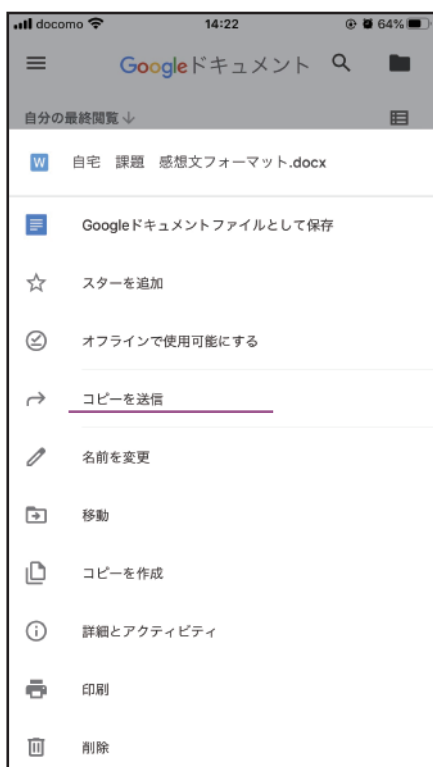 docomo 14:22 64%
Googleドキュメント
自分の最終閲覧
W 自宅 課題 感想文フォーマット.docx
Googleドキュメントファイルとして保存
スターを追加
オフラインで使用可能にする
コピーを送信
名前を変更
移動
コピーを作成
詳細とアクティビティ
印刷
削除